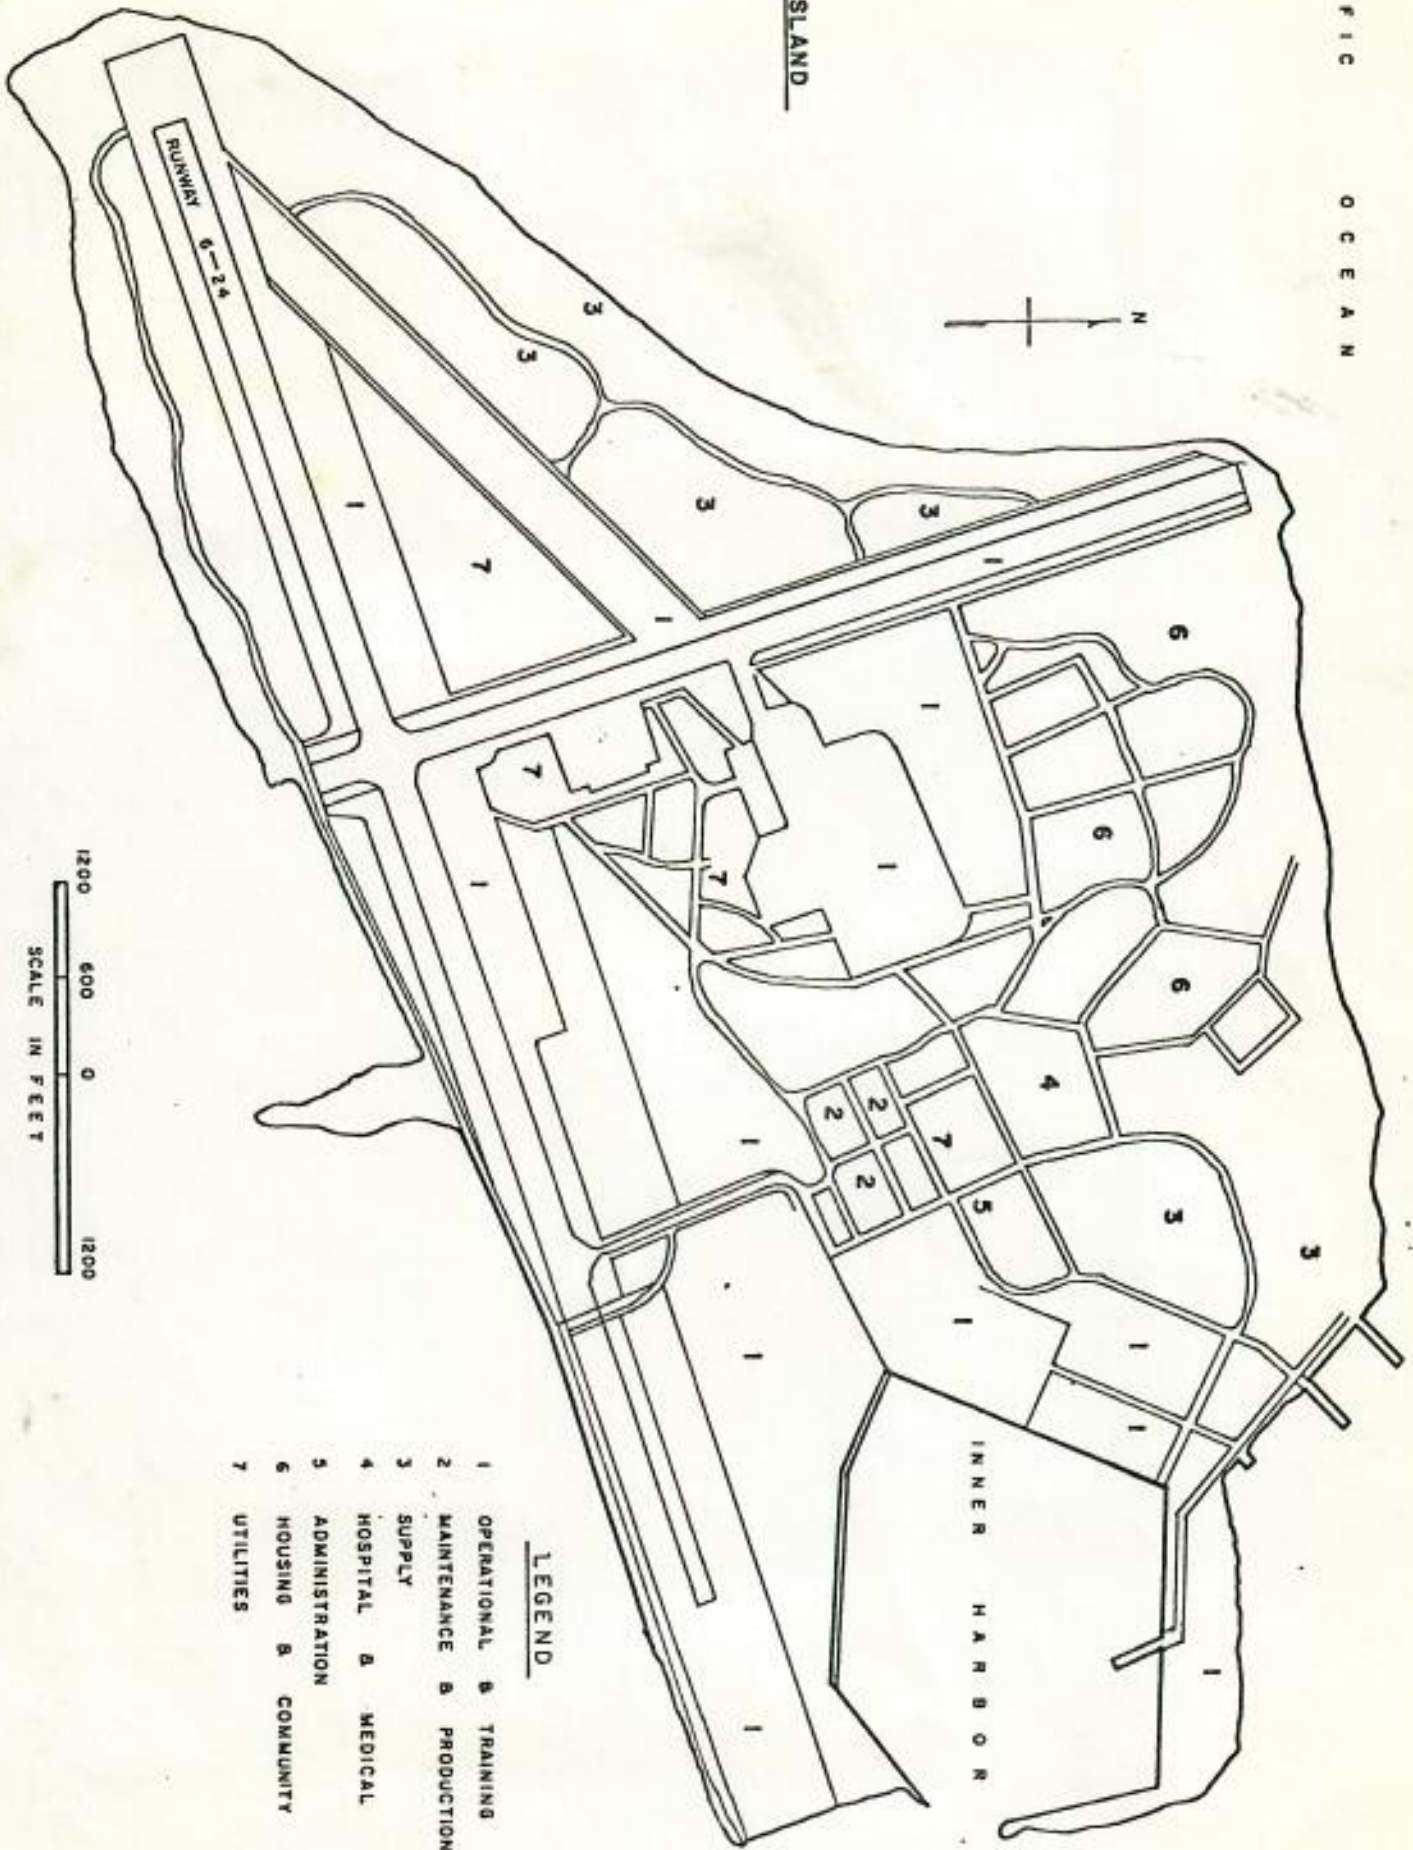 FIC OCEAN
3
1
6 6 3
N 1 1
6
4
1 5
INNER HARBOR
1
7
3 1
1 2 2
2
SLAND
1 1 1
7
3
1
3
7
3
7 1
1
RUNWAY 6-24
LEGEND
1 OPERATIONAL & TRAINING
2 MAINTENANCE & PRODUCTION
3 SUPPLY
4 HOSPITAL & MEDICAL
5 ADMINISTRATION
6 HOUSING & COMMUNITY
7 UTILITIES
1200 600 0 1200
SCALE IN FEET